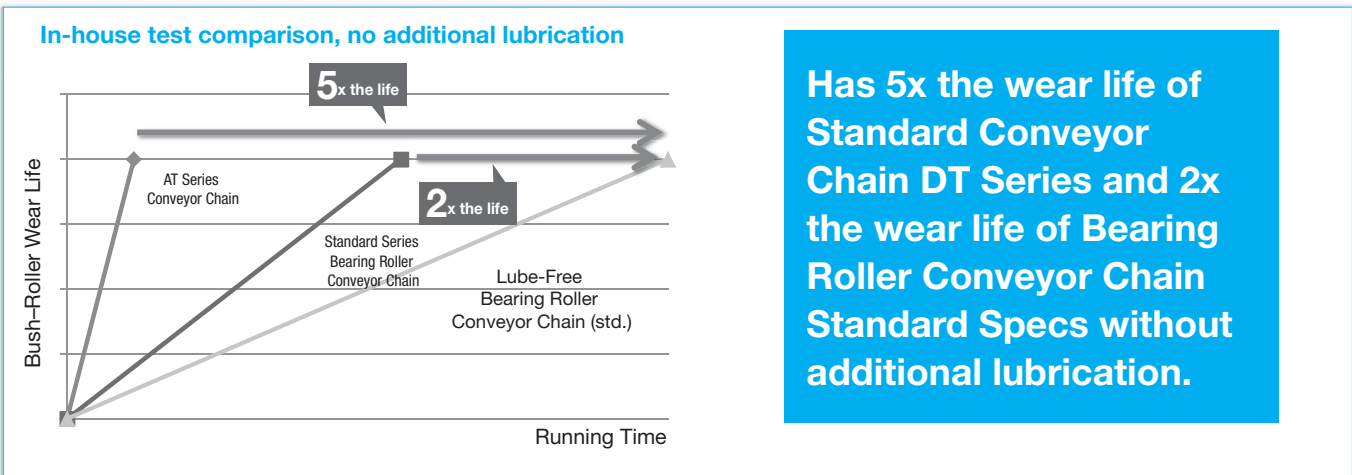 In-house test comparison, no additional lubrication
5x the life
AT Series
Conveyor Chain
2x the life
Standard Series
Bearing Roller
Conveyor Chain
Lube-Free
Bearing Roller
Conveyor Chain (std.)
Bush–Roller Wear Life
Running Time
Has 5x the wear life of
Standard Conveyor
Chain DT Series and 2x
the wear life of Bearing
Roller Conveyor Chain
Standard Specs without
additional lubrication.